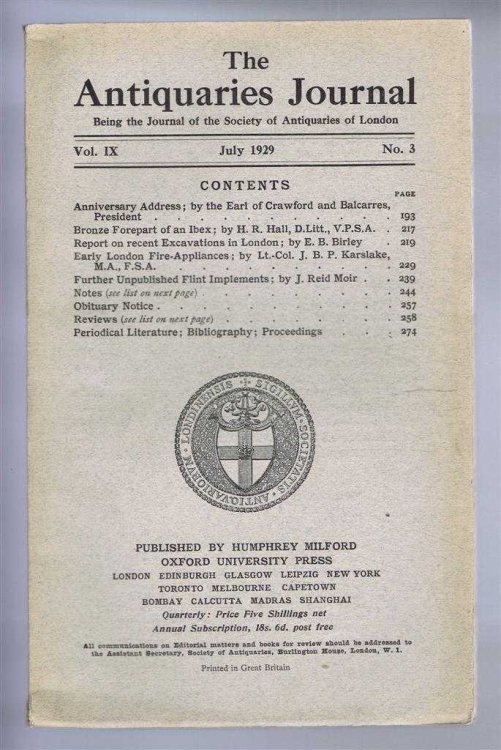 The
Antiquaries Journal
Being the Journal of the Society of Antiquaries of London
Vol. IX July 1929 No. 3
CONTENTS
PAGE
Anniversary Address; by the Earl of Crawford and Balcarres,
President . . . . . . . . . 193
Bronze Forepart of an Ibex; by H. R. Hall, D.Litt., V.P.S.A. . 217
Report on recent Excavations in London; by E. B. Birley . 219
Early London Fire-Appliances; by Lt.-Col. J. B. P. Karslake,
M.A., F.S.A. . . . . . . . . 229
Further Unpublished Flint Implements; by J. Reid Moir . . 239
Notes (see list on next page) . . . . . . . 244
Obituary Notice . . . . . . . . . 257
Reviews (see list on next page) . . . . . . 258
Periodical Literature; Bibliography; Proceedings . . . 274
SIGILLVM · SOCIETATIS · ANTIQVARIORVM · LONDINENSIS
PUBLISHED BY HUMPHREY MILFORD
OXFORD UNIVERSITY PRESS
LONDON EDINBURGH GLASGOW LEIPZIG NEW YORK
TORONTO MELBOURNE CAPETOWN
BOMBAY CALCUTTA MADRAS SHANGHAI
Quarterly: Price Five Shillings net
Annual Subscription, 18s. 6d. post free
All communications on Editorial matters and books for review should be addressed to
the Assistant Secretary, Society of Antiquaries, Burlington House, London, W. 1.
Printed in Great Britain